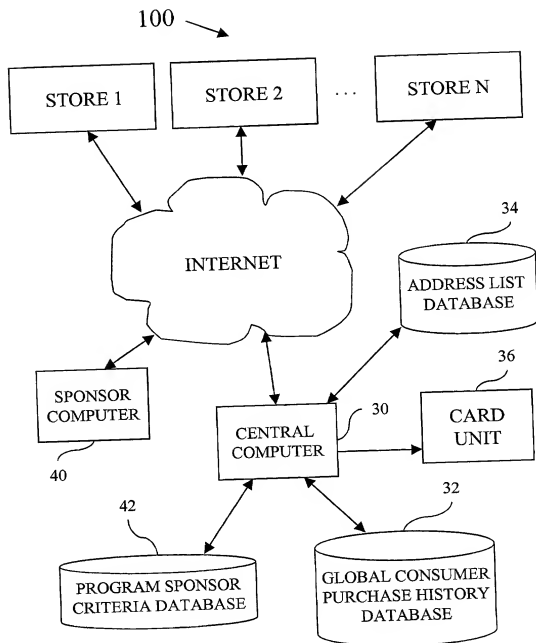 100
STORE 1
STORE 2
...
STORE N
INTERNET
34
ADDRESS LIST
DATABASE
SPONSOR
COMPUTER
40
CENTRAL
COMPUTER
30
36
CARD
UNIT
42
PROGRAM SPONSOR
CRITERIA DATABASE
32
GLOBAL CONSUMER
PURCHASE HISTORY
DATABASE